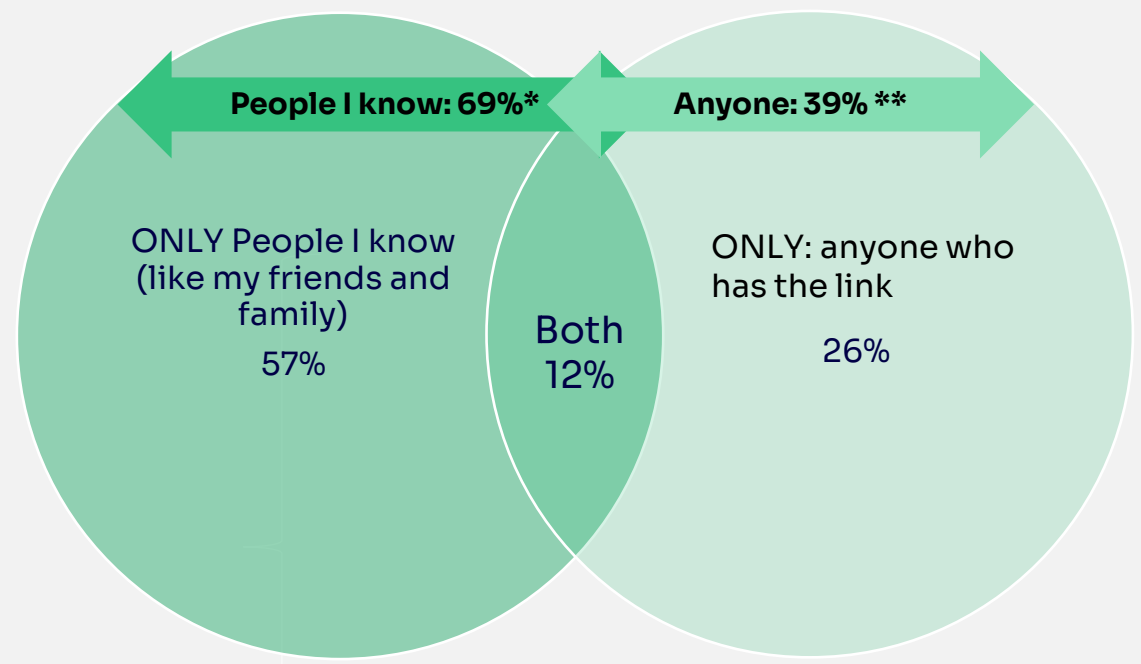 People I know: 69%*
Anyone: 39% **
ONLY People I know
(like my friends and
family)
57%
Both
12%
ONLY: anyone who
has the link
26%